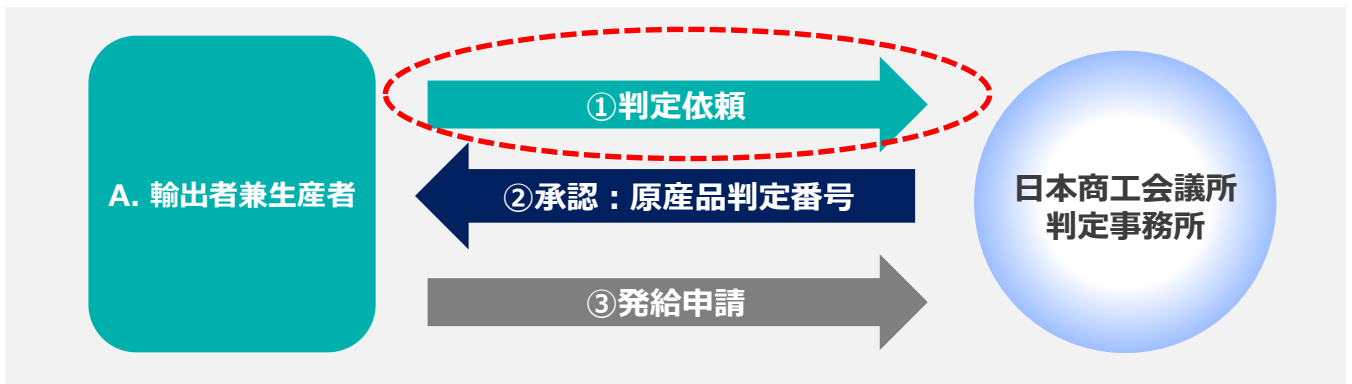 A. 輸出者兼生産者
①判定依頼
②承認：原産品判定番号
③発給申請
日本商工会議所
判定事務所